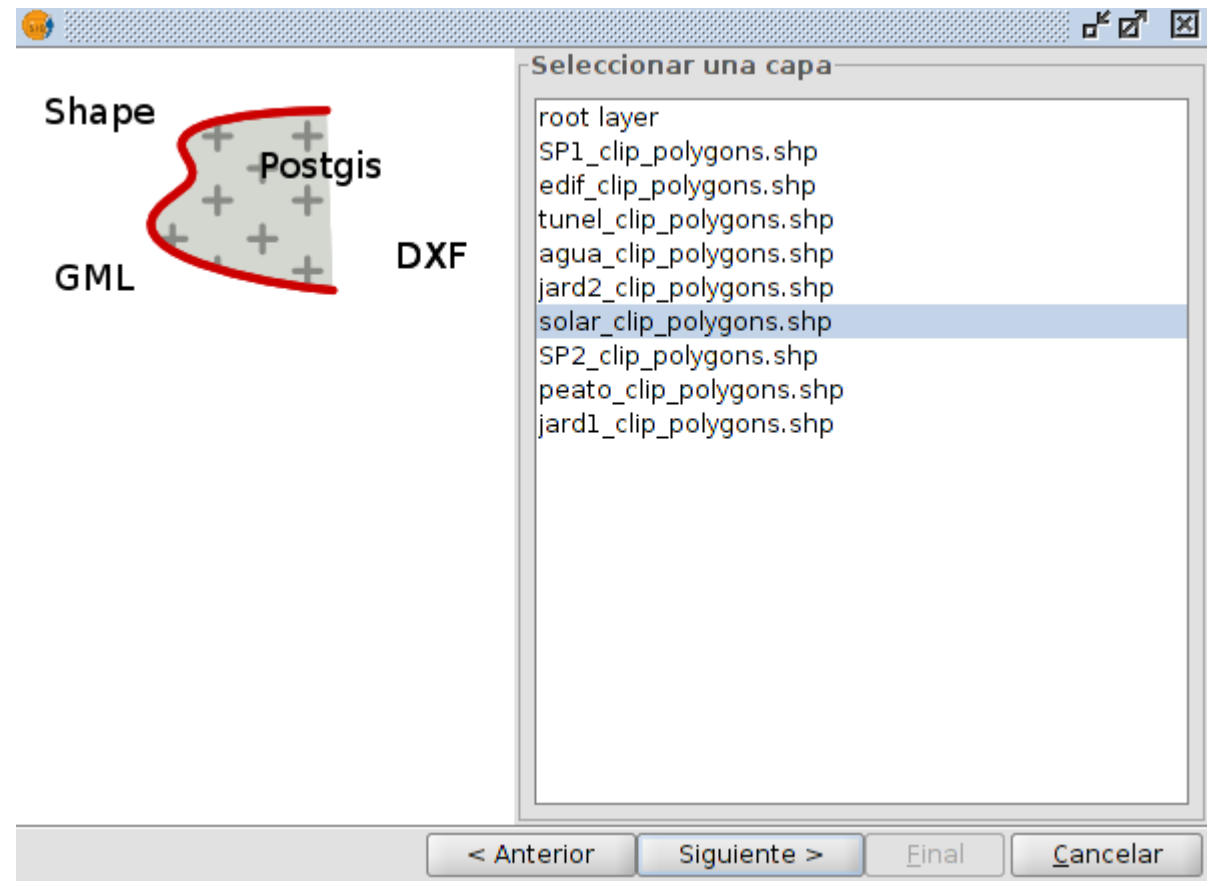 Shape
Postgis
DXF
GML
Seleccionar una capa
root layer
SP1_clip_polygons.shp
edif_clip_polygons.shp
tunel_clip_polygons.shp
agua_clip_polygons.shp
jard2_clip_polygons.shp
solar_clip_polygons.shp
SP2_clip_polygons.shp
peato_clip_polygons.shp
jard1_clip_polygons.shp
< Anterior
Siguiente >
Final
Cancelar